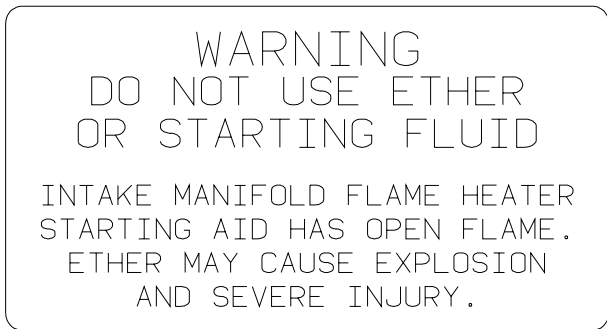 WARNING
DO NOT USE ETHER
OR STARTING FLUID
INTAKE MANIFOLD FLAME HEATER
STARTING AID HAS OPEN FLAME.
ETHER MAY CAUSE EXPLOSION
AND SEVERE INJURY.